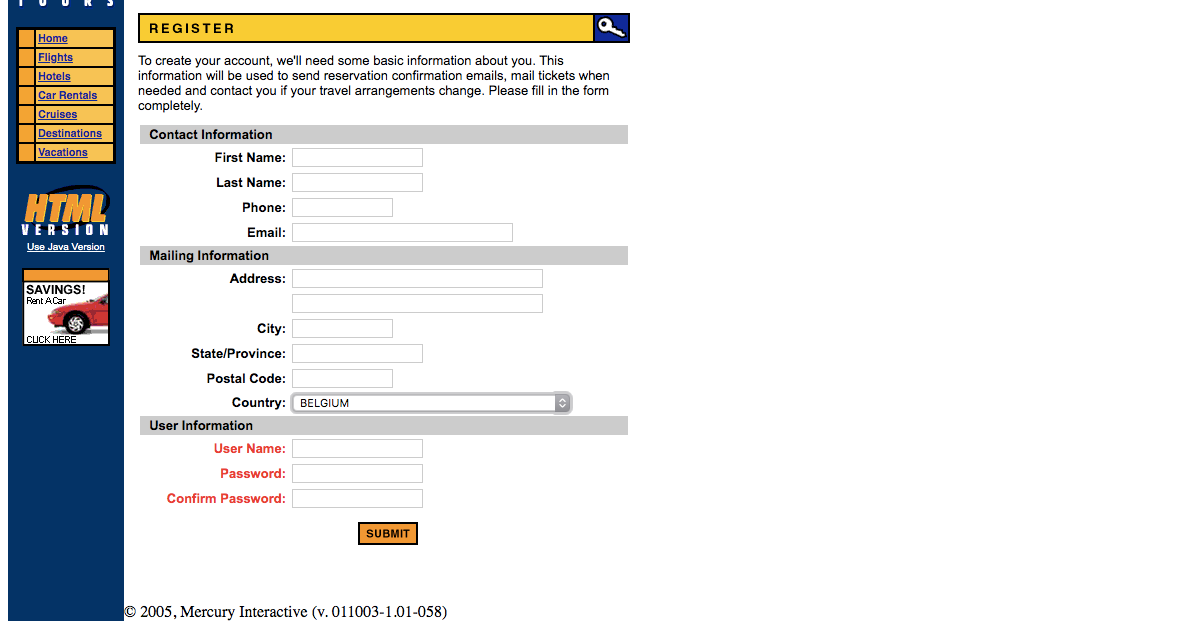 TOURS
Home
Flights
Hotels
Car Rentals
Cruises
Destinations
Vacations
HTML
VERSION
Use Java Version
SAVINGS!
Rent A Car
CLICK HERE
REGISTER
To create your account, we'll need some basic information about you. This
information will be used to send reservation confirmation emails, mail tickets when
needed and contact you if your travel arrangements change. Please fill in the form
completely.
Contact Information
First Name:
Last Name:
Phone:
Email:
Mailing Information
Address:
City:
State/Province:
Postal Code:
Country: BELGIUM
User Information
User Name:
Password:
Confirm Password:
SUBMIT
© 2005, Mercury Interactive (v. 011003-1.01-058)